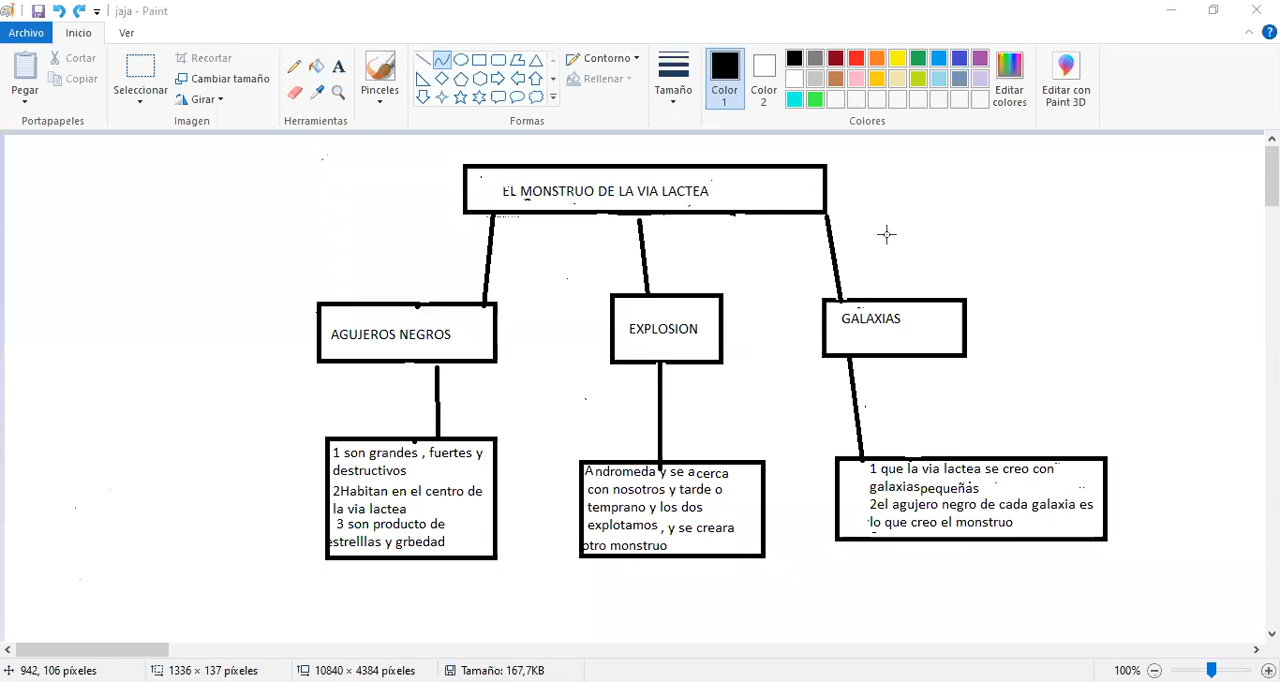 jaja - Paint
Archivo
Inicio
Ver
Pegar
Cortar
Copiar
Portapapeles
Seleccionar
Recortar
Cambiar tamaño
Girar
Imagen
A
Herramientas
Pinceles
Contorno
Rellenar
Formas
Tamaño
Color 1
Color 2
Editar colores
Colores
Editar con Paint 3D
EL MONSTRUO DE LA VIA LACTEA
AGUJEROS NEGROS
EXPLOSION
GALAXIAS
1 son grandes , fuertes y
destructivos
2Habitan en el centro de
la via lactea
3 son producto de
estrelllas y grbedad
Andromeda y se acerca
con nosotros y tarde o
temprano y los dos
explotamos , y se creara
otro monstruo
1 que la via lactea se creo con
galaxias pequeñas
2el agujero negro de cada galaxia es
lo que creo el monstruo
942, 106 píxeles
1336 × 137 píxeles
10840 × 4384 píxeles
Tamaño: 167,7KB
100%